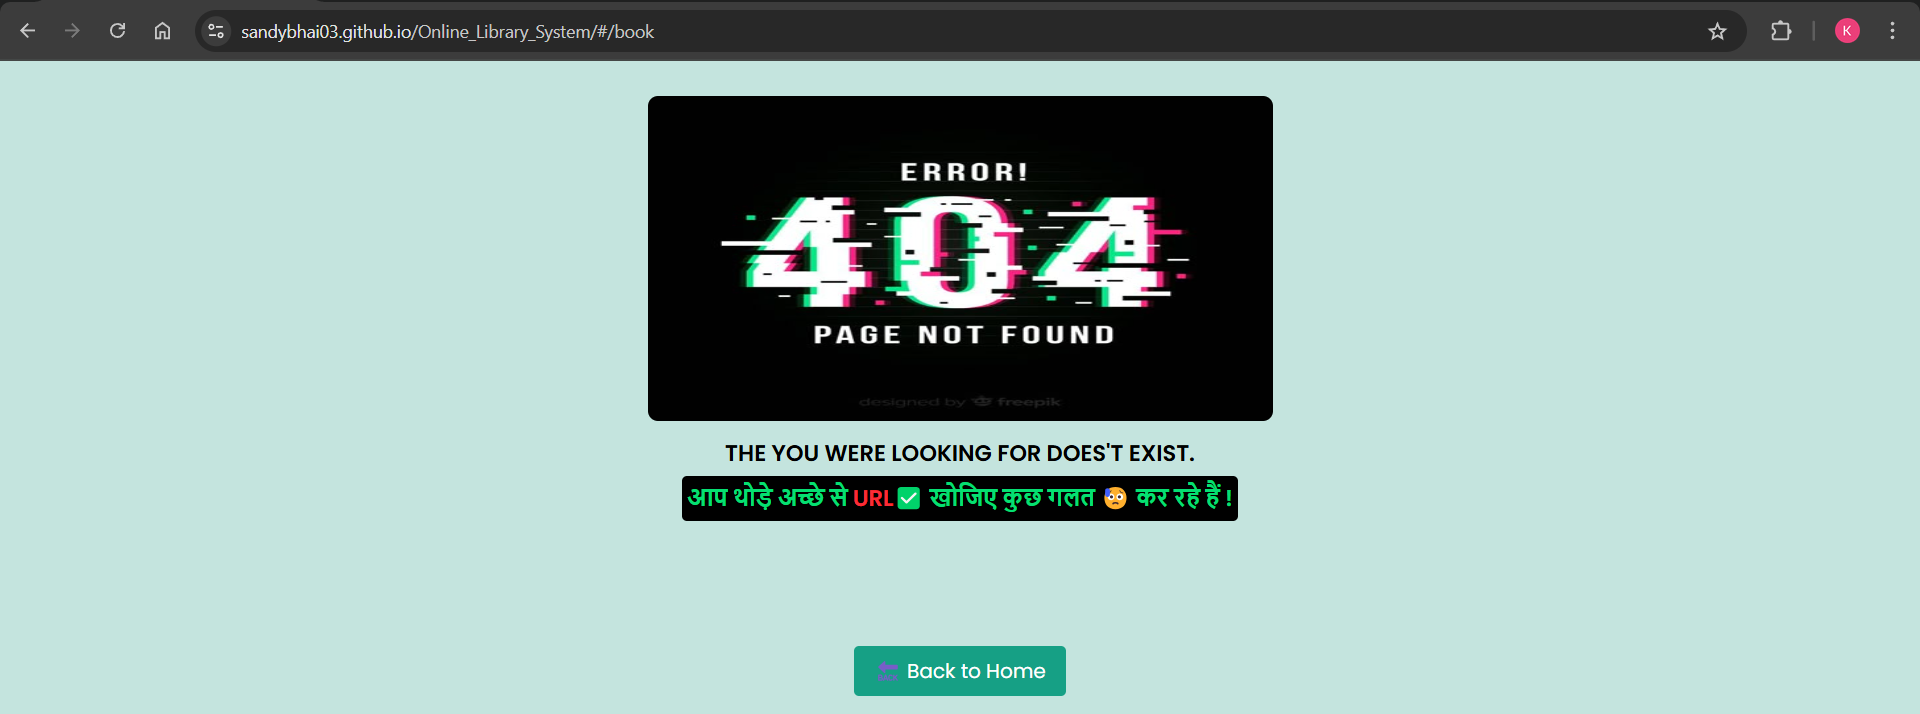 sandybhai03.github.io/Online_Library_System/#/book
K
ERROR!
404
PAGE NOT FOUND
designed by freepik
THE YOU WERE LOOKING FOR DOES'T EXIST.
आप थोड़े अच्छे से URL✅ खोजिए कुछ गलत 😓 कर रहे हैं !
Back to Home